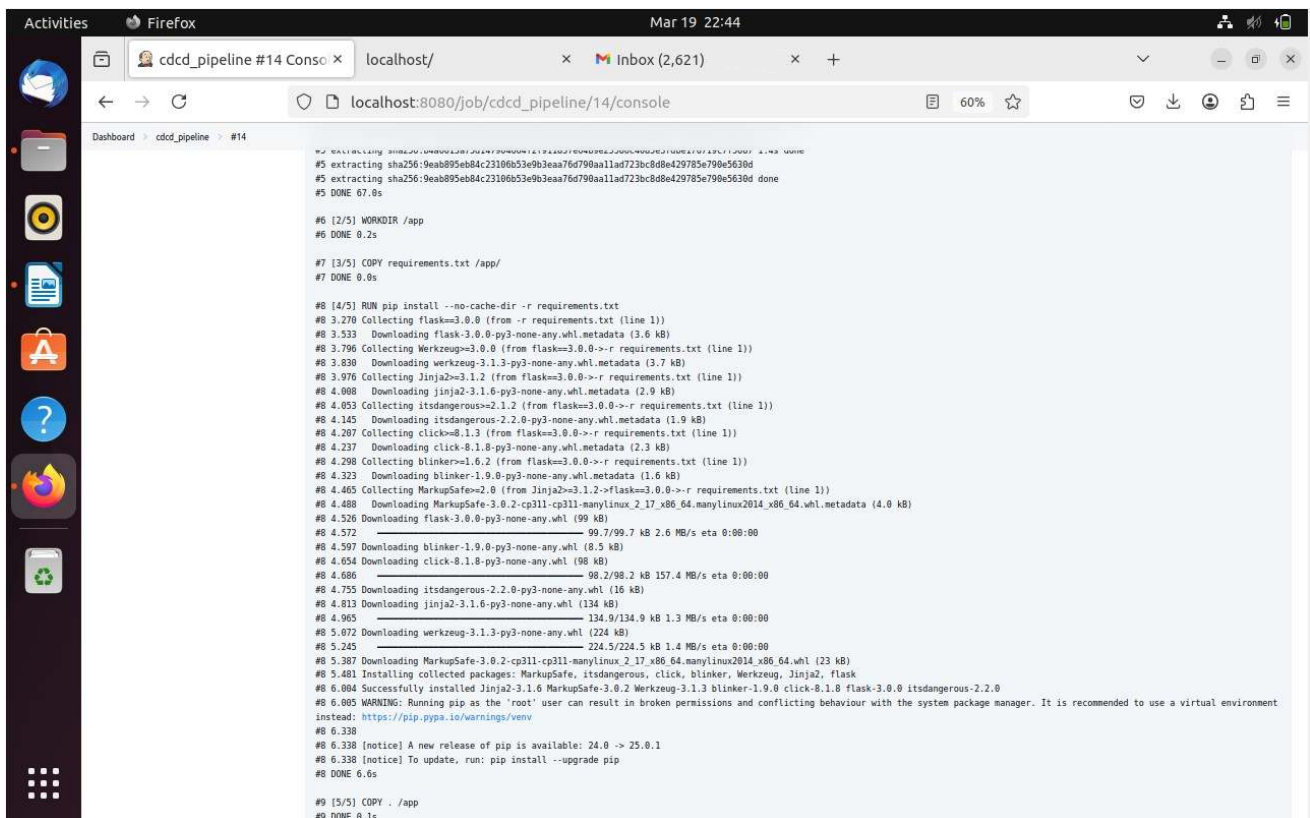 Activities
Firefox
Mar 19 22:44
cdcd_pipeline #14 Conso
localhost/
Inbox (2,621)
localhost:8080/job/cdcd_pipeline/14/console
60%
Dashboard > cdcd_pipeline > #14
#5 extracting sha256:9eab895eb84c23106b53e9b3eaa76d790aa11ad723bc8d8e429785e790e5630d
#5 extracting sha256:9eab895eb84c23106b53e9b3eaa76d790aa11ad723bc8d8e429785e790e5630d done
#5 DONE 67.0s
#6 [2/5] WORKDIR /app
#6 DONE 0.2s
#7 [3/5] COPY requirements.txt /app/
#7 DONE 0.0s
#8 [4/5] RUN pip install --no-cache-dir -r requirements.txt
#8 3.270 Collecting flask==3.0.0 (from -r requirements.txt (line 1))
#8 3.533 Downloading flask-3.0.0-py3-none-any.whl.metadata (3.6 kB)
#8 3.796 Collecting Werkzeug>=3.0.0 (from flask==3.0.0->-r requirements.txt (line 1))
#8 3.830 Downloading werkzeug-3.1.3-py3-none-any.whl.metadata (3.7 kB)
#8 3.976 Collecting Jinja2>=3.1.2 (from flask==3.0.0->-r requirements.txt (line 1))
#8 4.008 Downloading jinja2-3.1.6-py3-none-any.whl.metadata (2.9 kB)
#8 4.053 Collecting itsdangerous>=2.1.2 (from flask==3.0.0->-r requirements.txt (line 1))
#8 4.145 Downloading itsdangerous-2.2.0-py3-none-any.whl.metadata (1.9 kB)
#8 4.207 Collecting click>=8.1.3 (from flask==3.0.0->-r requirements.txt (line 1))
#8 4.237 Downloading click-8.1.8-py3-none-any.whl.metadata (2.3 kB)
#8 4.298 Collecting blinker>=1.6.2 (from flask==3.0.0->-r requirements.txt (line 1))
#8 4.323 Downloading blinker-1.9.0-py3-none-any.whl.metadata (1.6 kB)
#8 4.465 Collecting MarkupSafe>=2.0 (from Jinja2>=3.1.2->flask==3.0.0->-r requirements.txt (line 1))
#8 4.488 Downloading MarkupSafe-3.0.2-cp311-cp311-manylinux_2_17_x86_64.manylinux2014_x86_64.whl.metadata (4.0 kB)
#8 4.526 Downloading flask-3.0.0-py3-none-any.whl (99 kB)
#8 4.572 99.7/99.7 kB 2.6 MB/s eta 0:00:00
#8 4.597 Downloading blinker-1.9.0-py3-none-any.whl (8.5 kB)
#8 4.654 Downloading click-8.1.8-py3-none-any.whl (98 kB)
#8 4.686 98.2/98.2 kB 157.4 MB/s eta 0:00:00
#8 4.755 Downloading itsdangerous-2.2.0-py3-none-any.whl (16 kB)
#8 4.813 Downloading jinja2-3.1.6-py3-none-any.whl (134 kB)
#8 4.965 134.9/134.9 kB 1.3 MB/s eta 0:00:00
#8 5.072 Downloading werkzeug-3.1.3-py3-none-any.whl (224 kB)
#8 5.245 224.5/224.5 kB 1.4 MB/s eta 0:00:00
#8 5.387 Downloading MarkupSafe-3.0.2-cp311-cp311-manylinux_2_17_x86_64.manylinux2014_x86_64.whl (23 kB)
#8 5.481 Installing collected packages: MarkupSafe, itsdangerous, click, blinker, Werkzeug, Jinja2, flask
#8 6.004 Successfully installed Jinja2-3.1.6 MarkupSafe-3.0.2 Werkzeug-3.1.3 blinker-1.9.0 click-8.1.8 flask-3.0.0 itsdangerous-2.2.0
#8 6.005 WARNING: Running pip as the 'root' user can result in broken permissions and conflicting behaviour with the system package manager. It is recommended to use a virtual environment
instead: https://pip.pypa.io/warnings/venv
#8 6.338
#8 6.338 [notice] A new release of pip is available: 24.0 -> 25.0.1
#8 6.338 [notice] To update, run: pip install --upgrade pip
#8 DONE 6.6s
#9 [5/5] COPY . /app
#9 DONE 0.1s